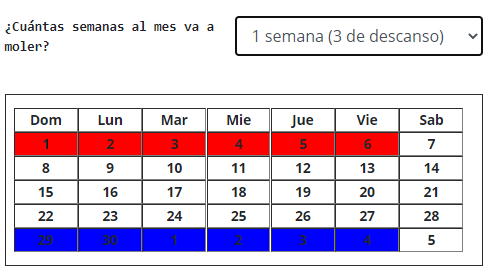 ¿Cuántas semanas al mes va a
moler?
1 semana (3 de descanso)
Dom Lun Mar Mie Jue Vie Sab
1 2 3 4 5 6 7
8 9 10 11 12 13 14
15 16 17 18 19 20 21
22 23 24 25 26 27 28
29 30 1 2 3 4 5